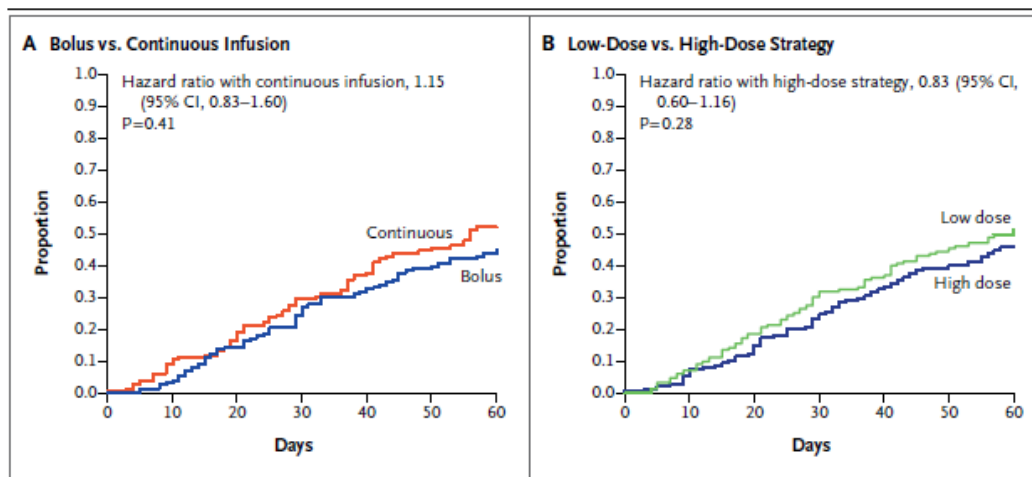 A Bolus vs. Continuous Infusion
1.0
0.9
0.8
0.7
0.6
0.5
0.4
0.3
0.2
0.1
0.0
Proportion
Hazard ratio with continuous infusion, 1.15
(95% CI, 0.83–1.60)
P=0.41
Continuous
Bolus
0 10 20 30 40 50 60
Days
B Low-Dose vs. High-Dose Strategy
1.0
0.9
0.8
0.7
0.6
0.5
0.4
0.3
0.2
0.1
0.0
Proportion
Hazard ratio with high-dose strategy, 0.83 (95% CI,
0.60–1.16)
P=0.28
Low dose
High dose
0 10 20 30 40 50 60
Days